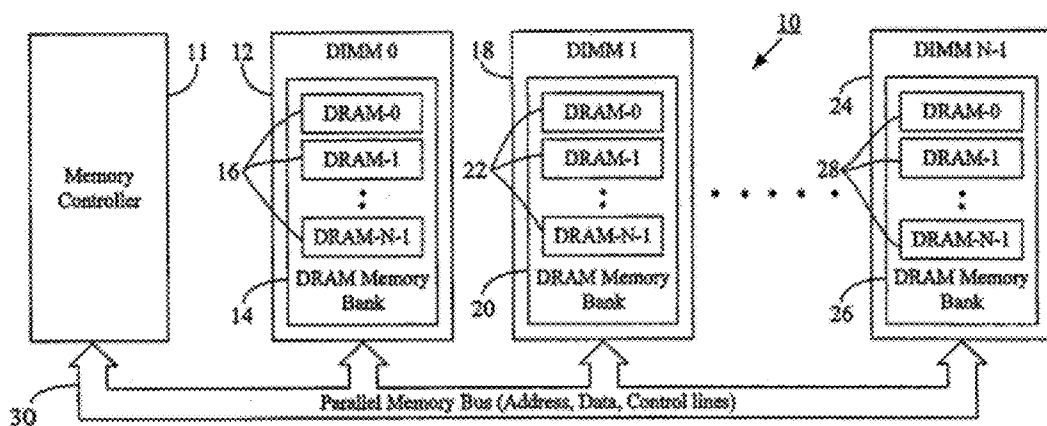 10
11
Memory
Controller
12
DIMM 0
DRAM-0
16
DRAM-1
DRAM-N-1
DRAM Memory
Bank
14
18
DIMM 1
DRAM-0
22
DRAM-1
DRAM-N-1
DRAM Memory
Bank
20
DIMM N-1
24
DRAM-0
28
DRAM-1
DRAM-N-1
DRAM Memory
Bank
26
30
Parallel Memory Bus (Address, Data, Control lines)